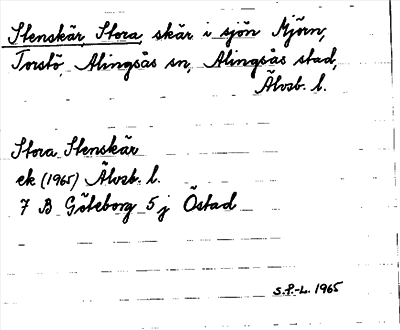 Stenskär, Stora, skär i sjön Mjörn,
Torstö, Alingsås sn, Alingsås stad,
Älvsb. l.
Stora Stenskär
ek (1965) Älvsb. l.
7 B Göteborg 5 j Östad
S.P.-L. 1965